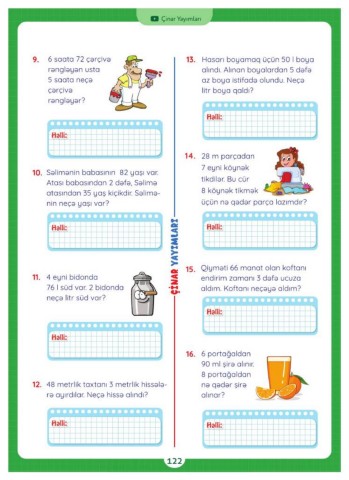 Çinar Yayımları
9. 6 saata 72 çərçivə
rəngləyən usta
5 saata neçə
çərçivə
rəngləyər?
Həlli:
10. Səlimənin babasının 82 yaşı var.
Atası babasından 2 dəfə, Səlimə
atasından 35 yaş kiçikdir. Səlimə-
nin neçə yaşı var?
Həlli:
11. 4 eyni bidonda
76 l süd var. 2 bidonda
neçə litr süd var?
Həlli:
12. 48 metrlik taxtanı 3 metrlik hissələ-
rə ayırdılar. Neçə hissə alındı?
Həlli:
ÇİNAR YAYIMLARI
13. Hasarı boyamaq üçün 50 l boya
alındı. Alınan boyalardan 5 dəfə
az boya istifadə olundu. Neçə
litr boya qaldı?
Həlli:
14. 28 m parçadan
7 eyni köynək
tikdilər. Bu cür
8 köynək tikmək
üçün nə qədər parça lazımdır?
Həlli:
15. Qiyməti 66 manat olan koftanı
endirim zamanı 3 dəfə ucuza
aldım. Koftanı neçəyə aldım?
Həlli:
16. 6 portağaldan
90 ml şirə alınır.
8 portağaldan
nə qədər şirə
alınar?
Həlli:
122